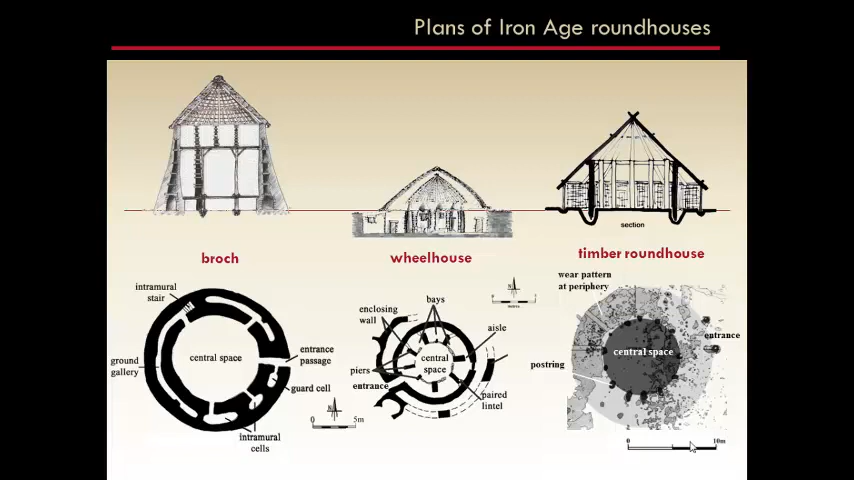 Plans of Iron Age roundhouses
section
broch
wheelhouse
timber roundhouse
intramural
stair
ground
gallery
central space
entrance
passage
guard cell
intramural
cells
N
0
5m
enclosing
wall
bays
aisle
piers
entrance
central
space
paired
lintel
N
wear pattern
at periphery
entrance
central space
postring
0
10m